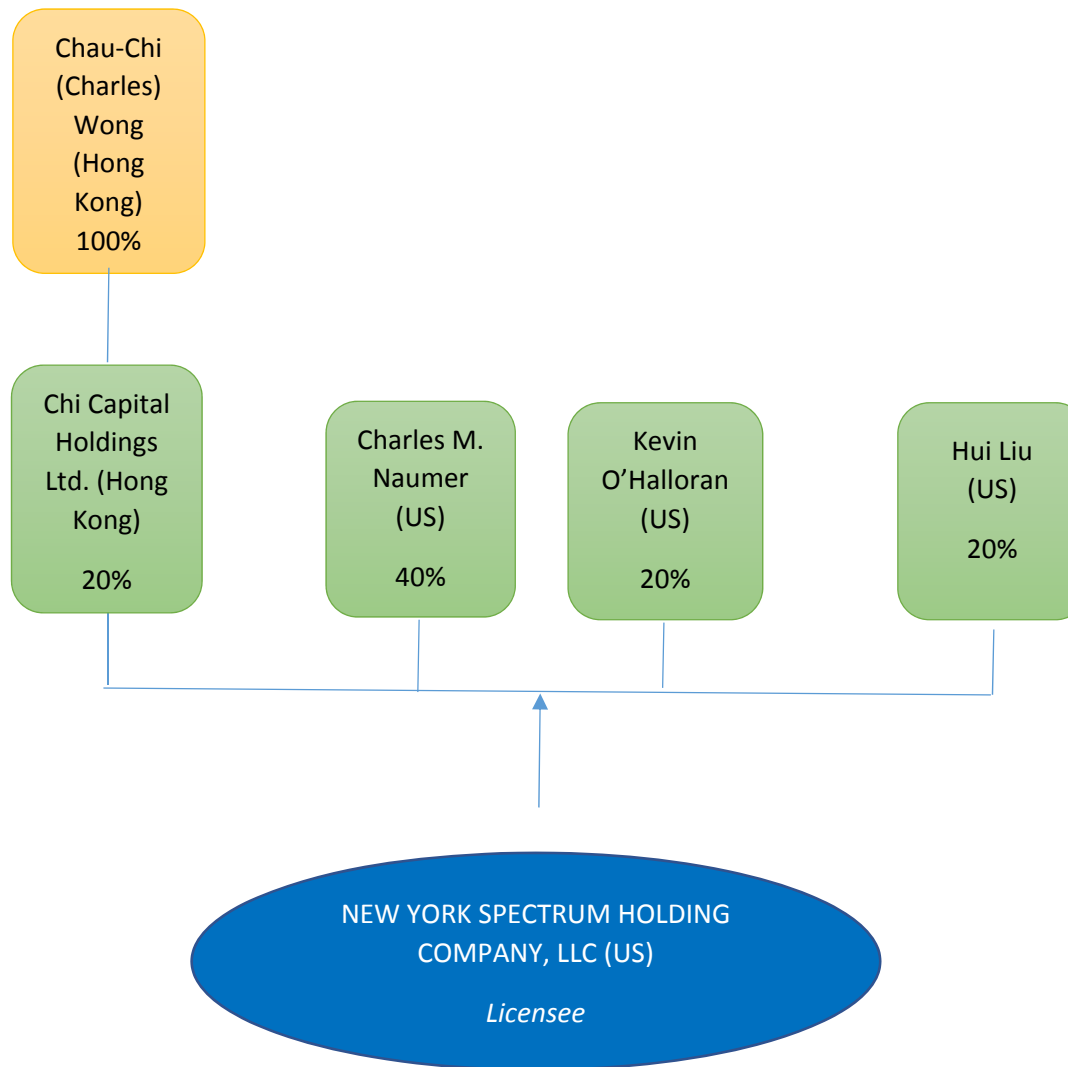 Chau-Chi
(Charles)
Wong
(Hong
Kong)
100%
Chi Capital
Holdings
Ltd. (Hong
Kong)
20%
Charles M.
Naumer
(US)
40%
Kevin
O’Halloran
(US)
20%
Hui Liu
(US)
20%
NEW YORK SPECTRUM HOLDING
COMPANY, LLC (US)
Licensee